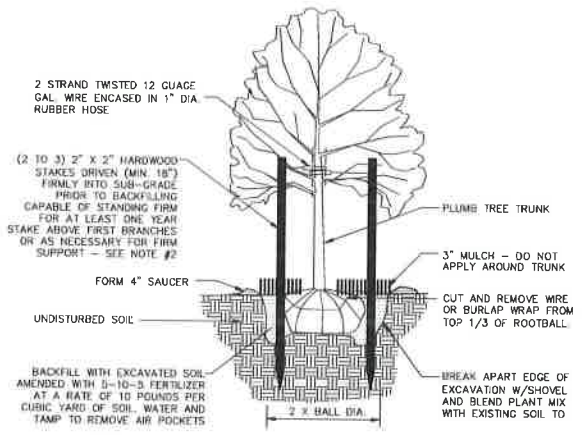 2 STRAND TWISTED 12 GUAGE
GAL. WIRE ENCASED IN 1" DIA.
RUBBER HOSE
(2 TO 3) 2" X 2" HARDWOOD
STAKES DRIVEN (MIN. 18")
FIRMLY INTO SUB-GRADE
PRIOR TO BACKFILLING
CAPABLE OF STANDING FIRM
FOR AT LEAST ONE YEAR
STAKE ABOVE FIRST BRANCHES
OR AS NECESSARY FOR FIRM
SUPPORT - SEE NOTE #2
FORM 4" SAUCER
UNDISTURBED SOIL
BACKFILL WITH EXCAVATED SOIL
AMENDED WITH 5-10-5 FERTILIZER
AT A RATE OF 10 POUNDS PER
CUBIC YARD OF SOIL. WATER AND
TAMP TO REMOVE AIR POCKETS
2 X BALL DIA.
PLUMB TREE TRUNK
3" MULCH - DO NOT
APPLY AROUND TRUNK
CUT AND REMOVE WIRE
OR BURLAP WRAP FROM
TOP 1/3 OF ROOTBALL
BREAK APART EDGE OF
EXCAVATION W/SHOVEL
AND BLEND PLANT MIX
WITH EXISTING SOIL TO